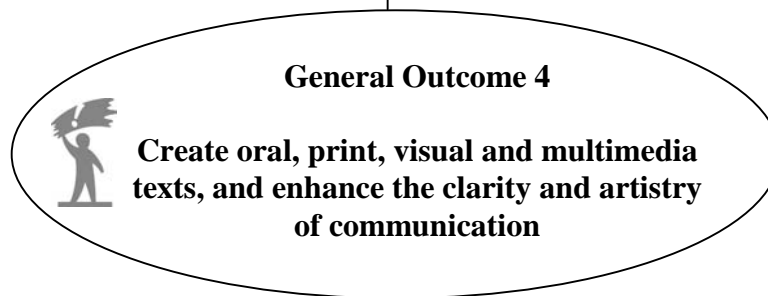 General Outcome 4
Create oral, print, visual and multimedia
texts, and enhance the clarity and artistry
of communication